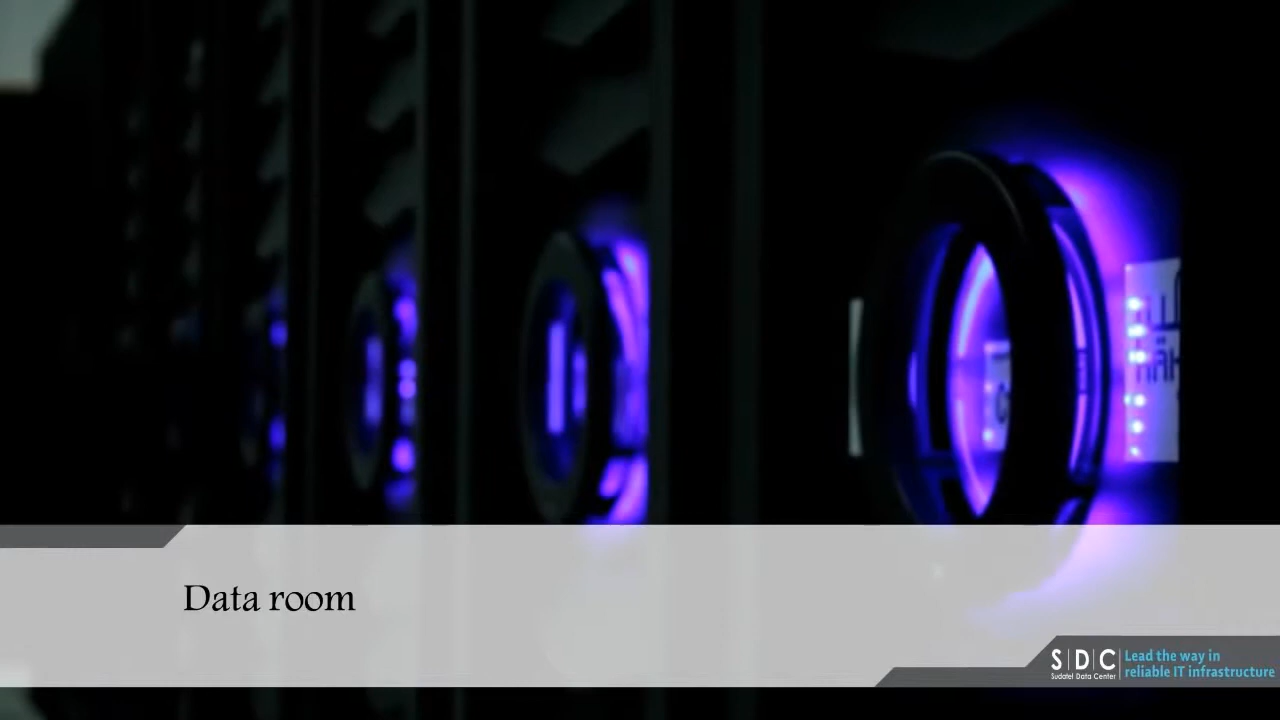 Data room
S|D|C
Sudatel Data Center
Lead the way in
reliable IT infrastructure